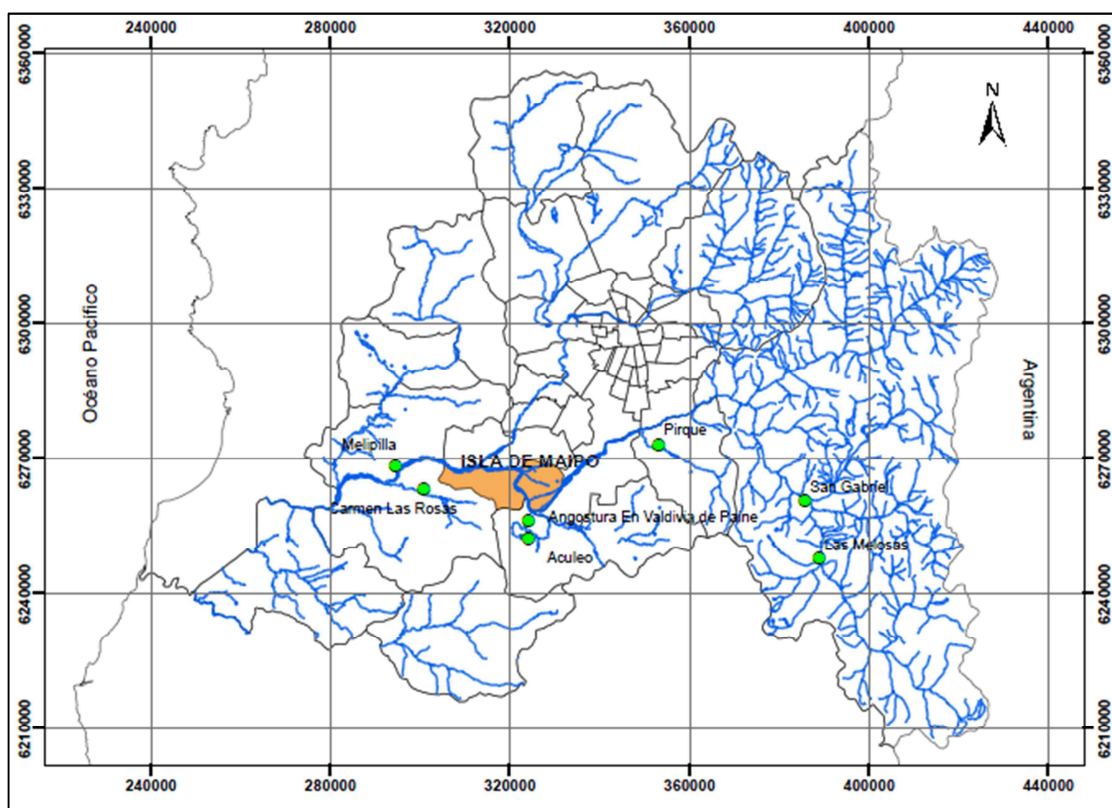 240000 280000 320000 360000 400000 440000
6360000 6360000
N
6330000 6330000
6300000 6300000
Océano Pacifico
Argentina
Pirque
6270000 6270000
Melipilla
ISLA DE MAIPO
San Gabriel
Carmen Las Rosas
Angostura En Valdivia de Paine
Las Melosas
Aculeo
6240000 6240000
6210000 6210000
240000 280000 320000 360000 400000 440000